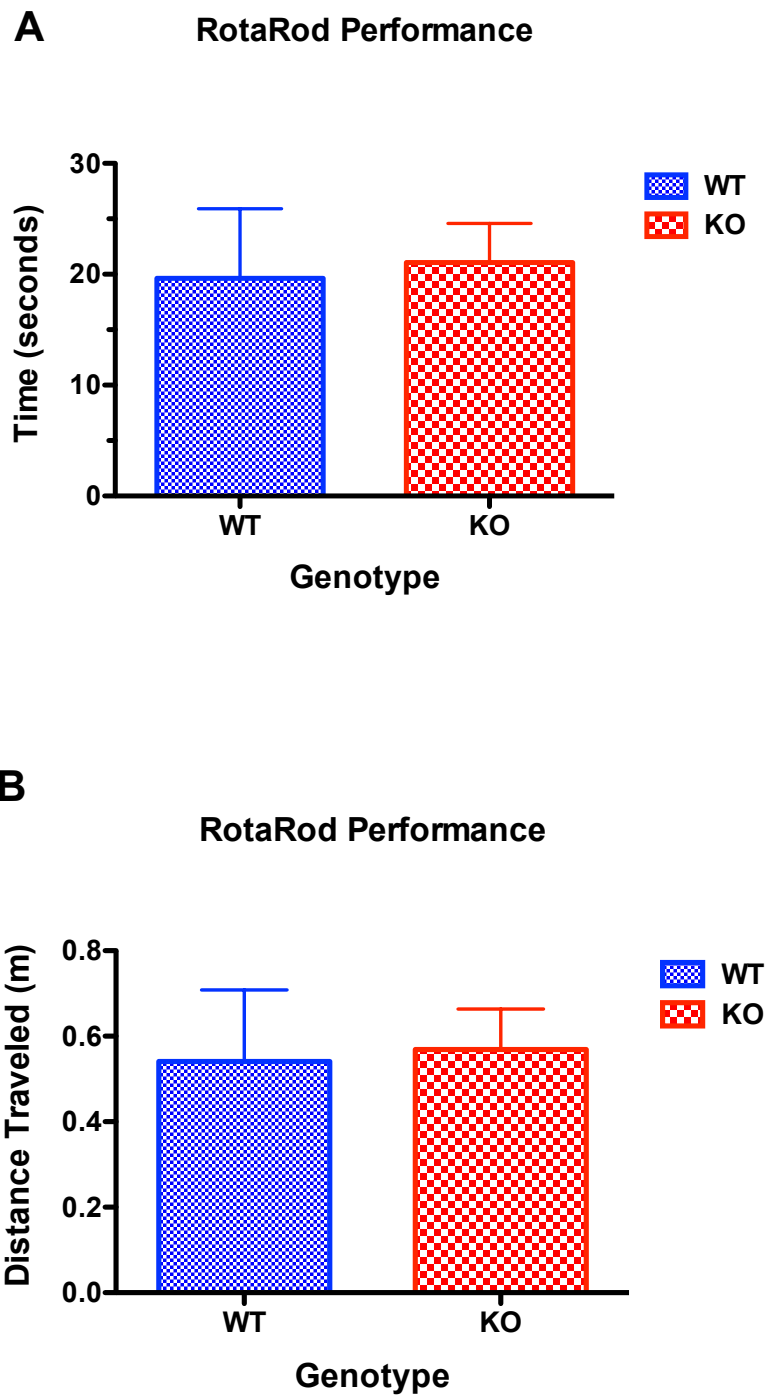 A
RotaRod Performance
30
20
10
0
Time (seconds)
WT
KO
WT
KO
Genotype
B
RotaRod Performance
0.8
0.6
0.4
0.2
0.0
Distance Traveled (m)
WT
KO
WT
KO
Genotype